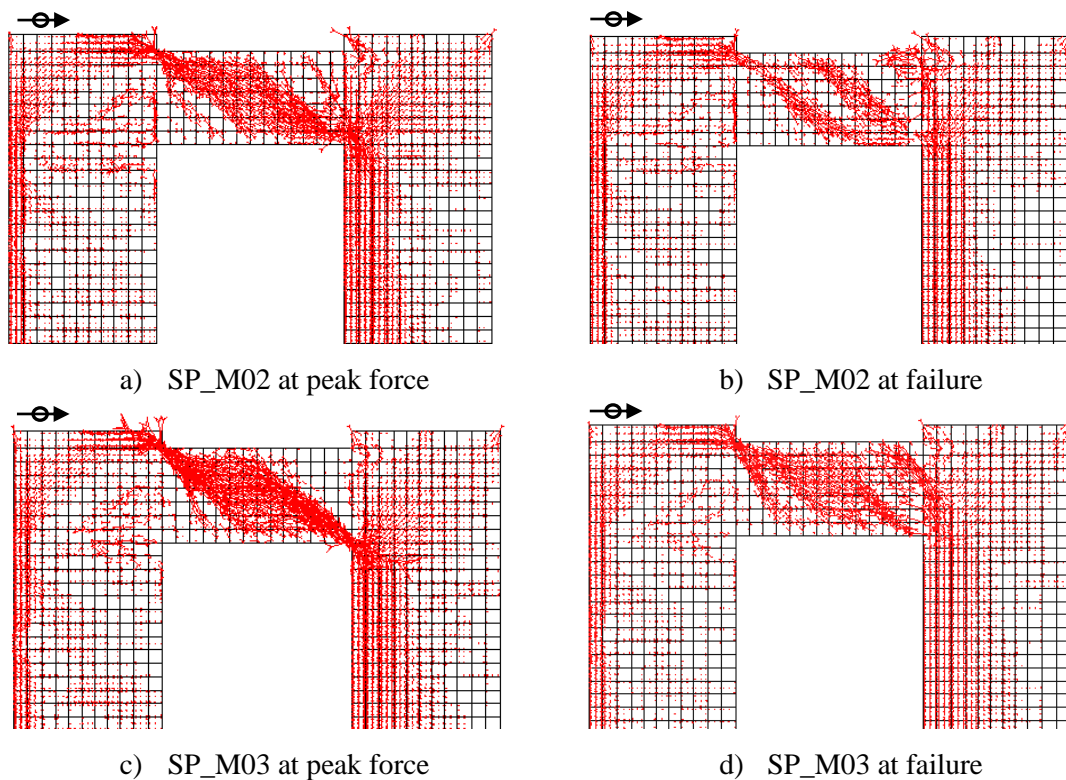 a) SP_M02 at peak force
b) SP_M02 at failure
c) SP_M03 at peak force
d) SP_M03 at failure